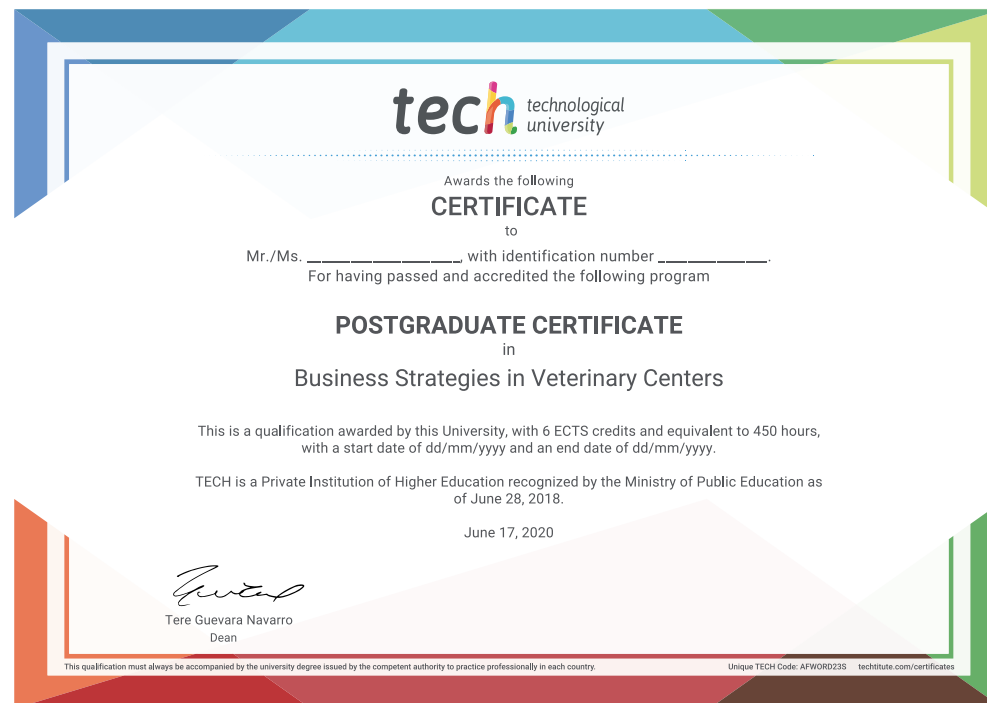 tech technological
university
Awards the following
CERTIFICATE
to
Mr./Ms. ____________________, with identification number ______________.
For having passed and accredited the following program
POSTGRADUATE CERTIFICATE
in
Business Strategies in Veterinary Centers
This is a qualification awarded by this University, with 6 ECTS credits and equivalent to 450 hours,
with a start date of dd/mm/yyyy and an end date of dd/mm/yyyy.
TECH is a Private Institution of Higher Education recognized by the Ministry of Public Education as
of June 28, 2018.
June 17, 2020
Tere Guevara Navarro
Dean
This qualification must always be accompanied by the university degree issued by the competent authority to practice professionally in each country.
Unique TECH Code: AFWORD23S techtitute.com/certificates